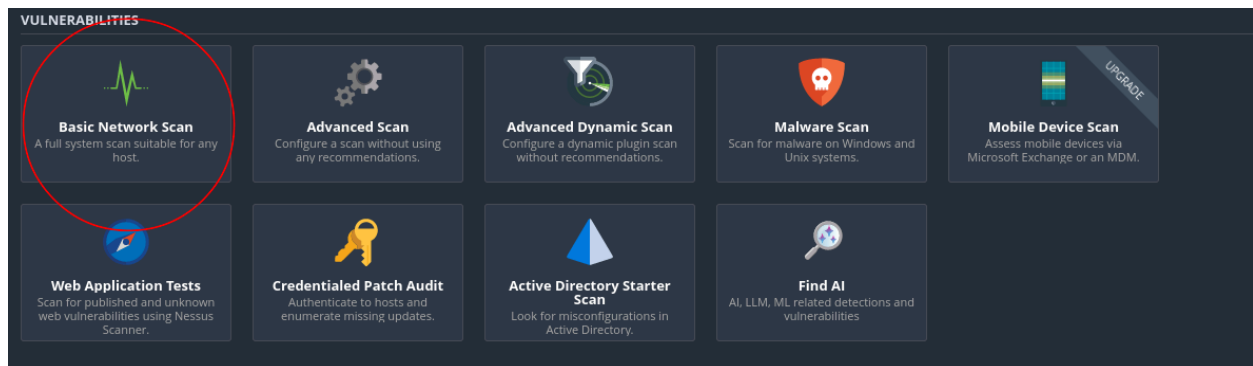 VULNERABILITIES
Basic Network Scan
A full system scan suitable for any
host.
Advanced Scan
Configure a scan without using
any recommendations.
Advanced Dynamic Scan
Configure a dynamic plugin scan
without recommendations.
Malware Scan
Scan for malware on Windows and
Unix systems.
UPGRADE
Mobile Device Scan
Assess mobile devices via
Microsoft Exchange or an MDM.
Web Application Tests
Scan for published and unknown
web vulnerabilities using Nessus
Scanner.
Credentialed Patch Audit
Authenticate to hosts and
enumerate missing updates.
Active Directory Starter
Scan
Look for misconfigurations in
Active Directory.
Find AI
AI, LLM, ML related detections and
vulnerabilities